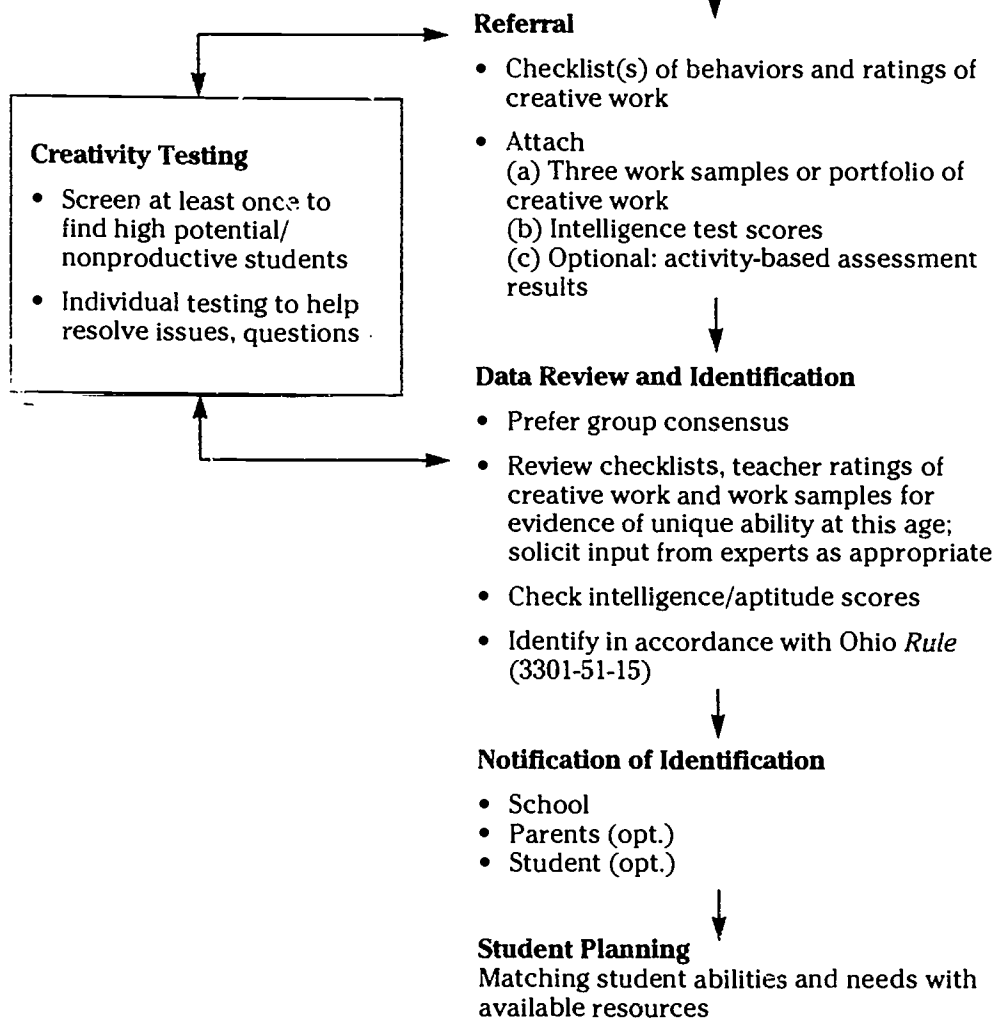 Referral
• Checklist(s) of behaviors and ratings of
creative work
• Attach
(a) Three work samples or portfolio of
creative work
(b) Intelligence test scores
(c) Optional: activity-based assessment
results
Creativity Testing
• Screen at least once to
find high potential/
nonproductive students
• Individual testing to help
resolve issues, questions
Data Review and Identification
• Prefer group consensus
• Review checklists, teacher ratings of
creative work and work samples for
evidence of unique ability at this age;
solicit input from experts as appropriate
• Check intelligence/aptitude scores
• Identify in accordance with Ohio Rule
(3301-51-15)
Notification of Identification
• School
• Parents (opt.)
• Student (opt.)
Student Planning
Matching student abilities and needs with
available resources